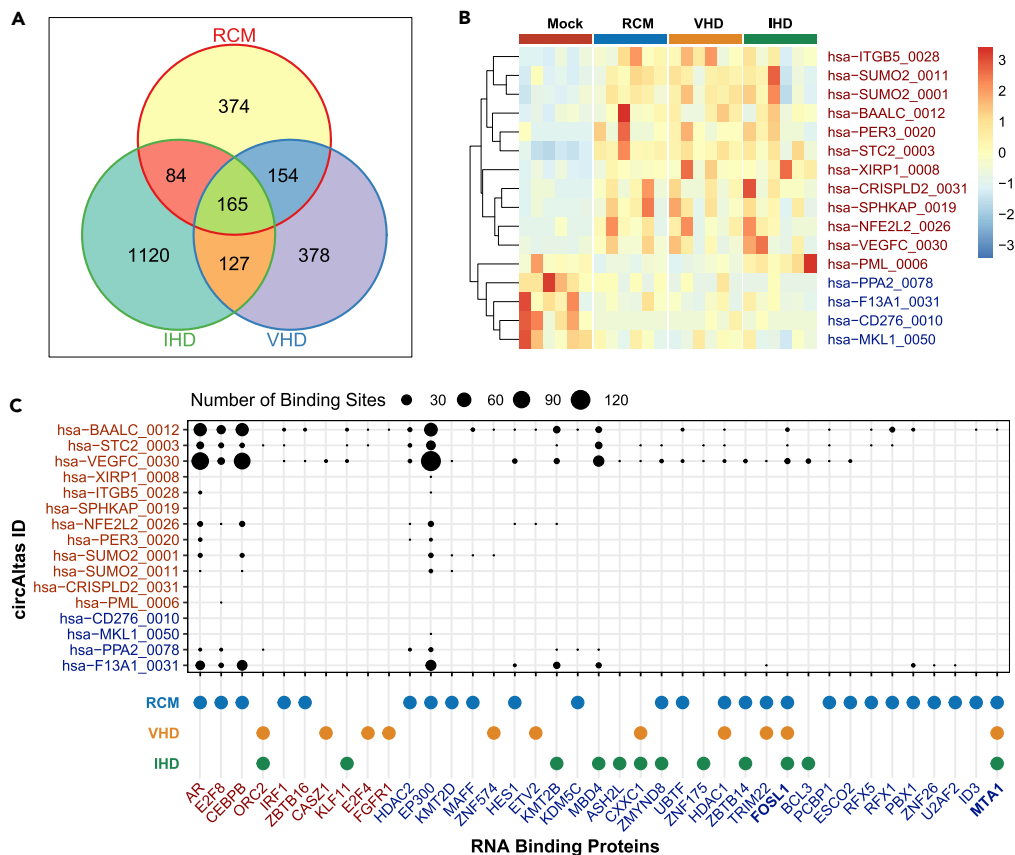 A
RCM
374
84
154
165
1120
127
378
IHD
VHD
B
Mock RCM VHD IHD
hsa−ITGB5_0028
hsa−SUMO2_0011
hsa−SUMO2_0001
hsa−BAALC_0012
hsa−PER3_0020
hsa−STC2_0003
hsa−XIRP1_0008
hsa−CRISPLD2_0031
hsa−SPHKAP_0019
hsa−NFE2L2_0026
hsa−VEGFC_0030
hsa−PML_0006
hsa−PPA2_0078
hsa−F13A1_0031
hsa−CD276_0010
hsa−MKL1_0050
3
2
1
0
−1
−2
−3
C
Number of Binding Sites 30 60 90 120
circAltas ID
hsa−BAALC_0012
hsa−STC2_0003
hsa−VEGFC_0030
hsa−XIRP1_0008
hsa−ITGB5_0028
hsa−SPHKAP_0019
hsa−NFE2L2_0026
hsa−PER3_0020
hsa−SUMO2_0001
hsa−SUMO2_0011
hsa−CRISPLD2_0031
hsa−PML_0006
hsa−CD276_0010
hsa−MKL1_0050
hsa−PPA2_0078
hsa−F13A1_0031
RCM
VHD
IHD
AR
E2F8
CEBPB
ORC2
IRF1
ZBTB16
CASZ1
KLF11
E2F4
FGFR1
HDAC2
EP300
KMT2D
MAFF
ZNF574
HES1
ETV2
KMT2B
KDM5C
MBD4
ASH2L
CXXC1
ZMYND8
UBTF
ZNF175
HDAC1
ZBTB14
TRIM22
FOSL1
BCL3
PCBP1
ESCO2
RFX5
RFX1
PBX1
ZNF26
U2AF2
ID3
MTA1
RNA Binding Proteins